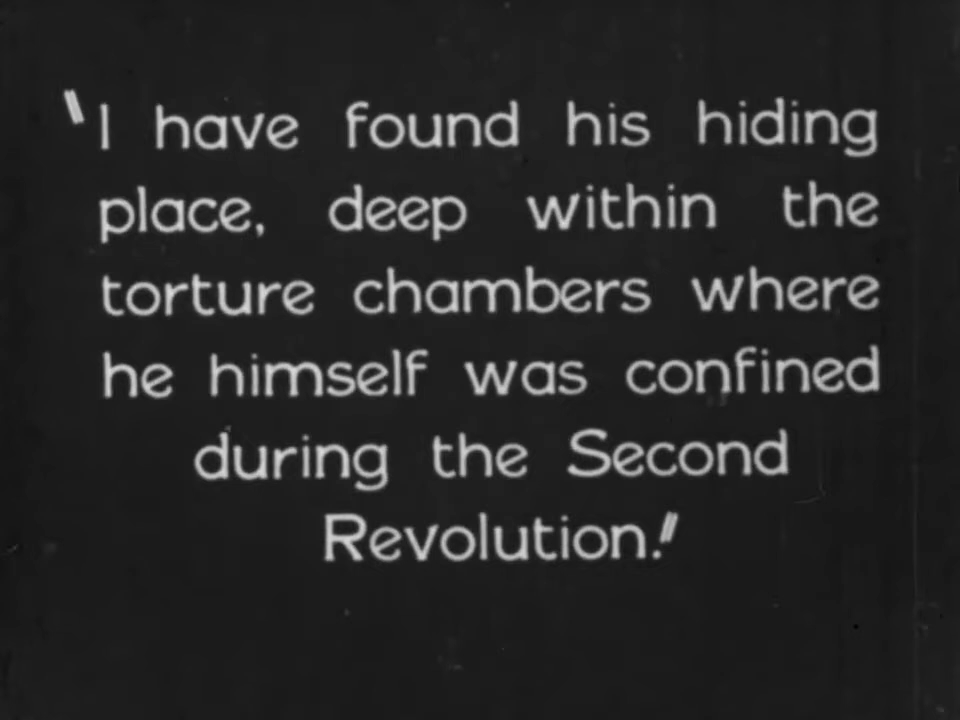 "I have found his hiding
place, deep within the
torture chambers where
he himself was confined
during the Second
Revolution."